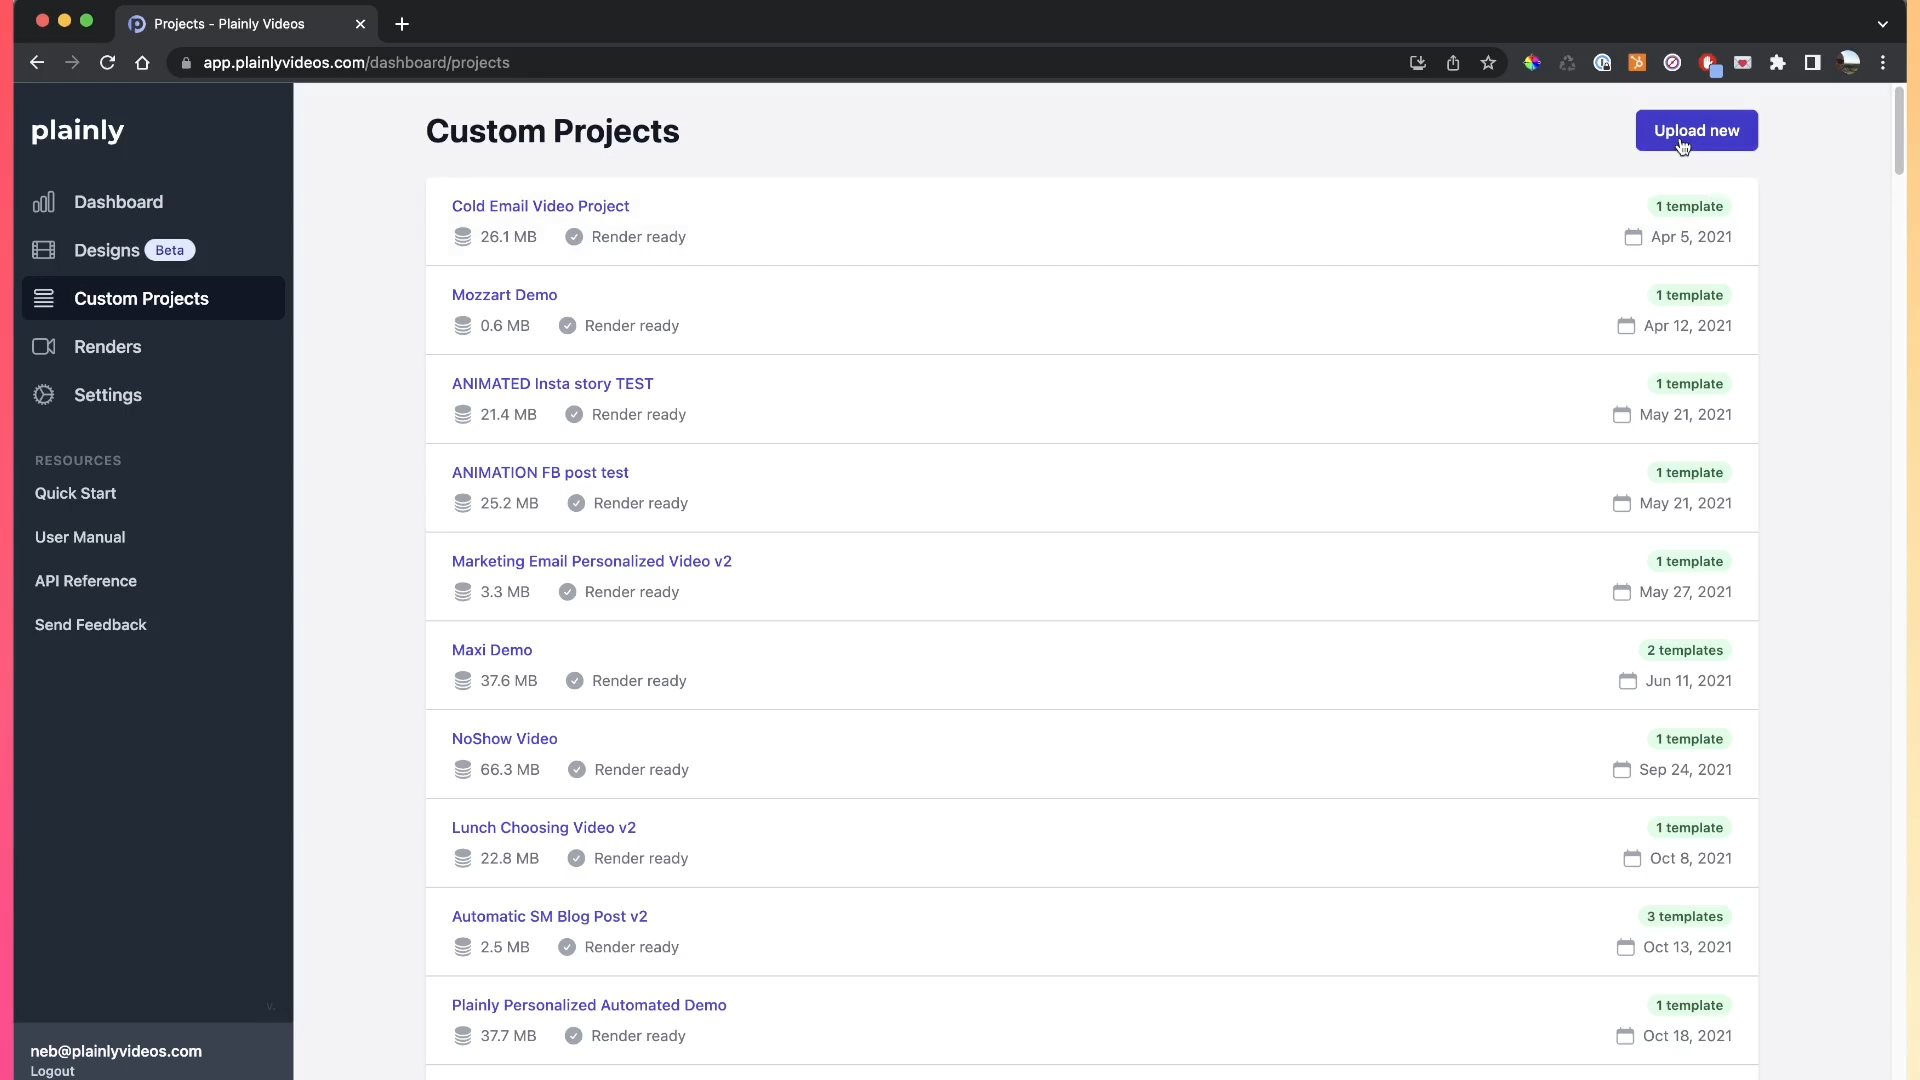 Projects - Plainly Videos
app.plainlyvideos.com/dashboard/projects
plainly
Dashboard
Designs Beta
Custom Projects
Renders
Settings
RESOURCES
Quick Start
User Manual
API Reference
Send Feedback
v.
neb@plainlyvideos.com
Logout
Custom Projects
Upload new
Cold Email Video Project
1 template
26.1 MB Render ready
Apr 5, 2021
Mozzart Demo
1 template
0.6 MB Render ready
Apr 12, 2021
ANIMATED Insta story TEST
1 template
21.4 MB Render ready
May 21, 2021
ANIMATION FB post test
1 template
25.2 MB Render ready
May 21, 2021
Marketing Email Personalized Video v2
1 template
3.3 MB Render ready
May 27, 2021
Maxi Demo
2 templates
37.6 MB Render ready
Jun 11, 2021
NoShow Video
1 template
66.3 MB Render ready
Sep 24, 2021
Lunch Choosing Video v2
1 template
22.8 MB Render ready
Oct 8, 2021
Automatic SM Blog Post v2
3 templates
2.5 MB Render ready
Oct 13, 2021
Plainly Personalized Automated Demo
1 template
37.7 MB Render ready
Oct 18, 2021